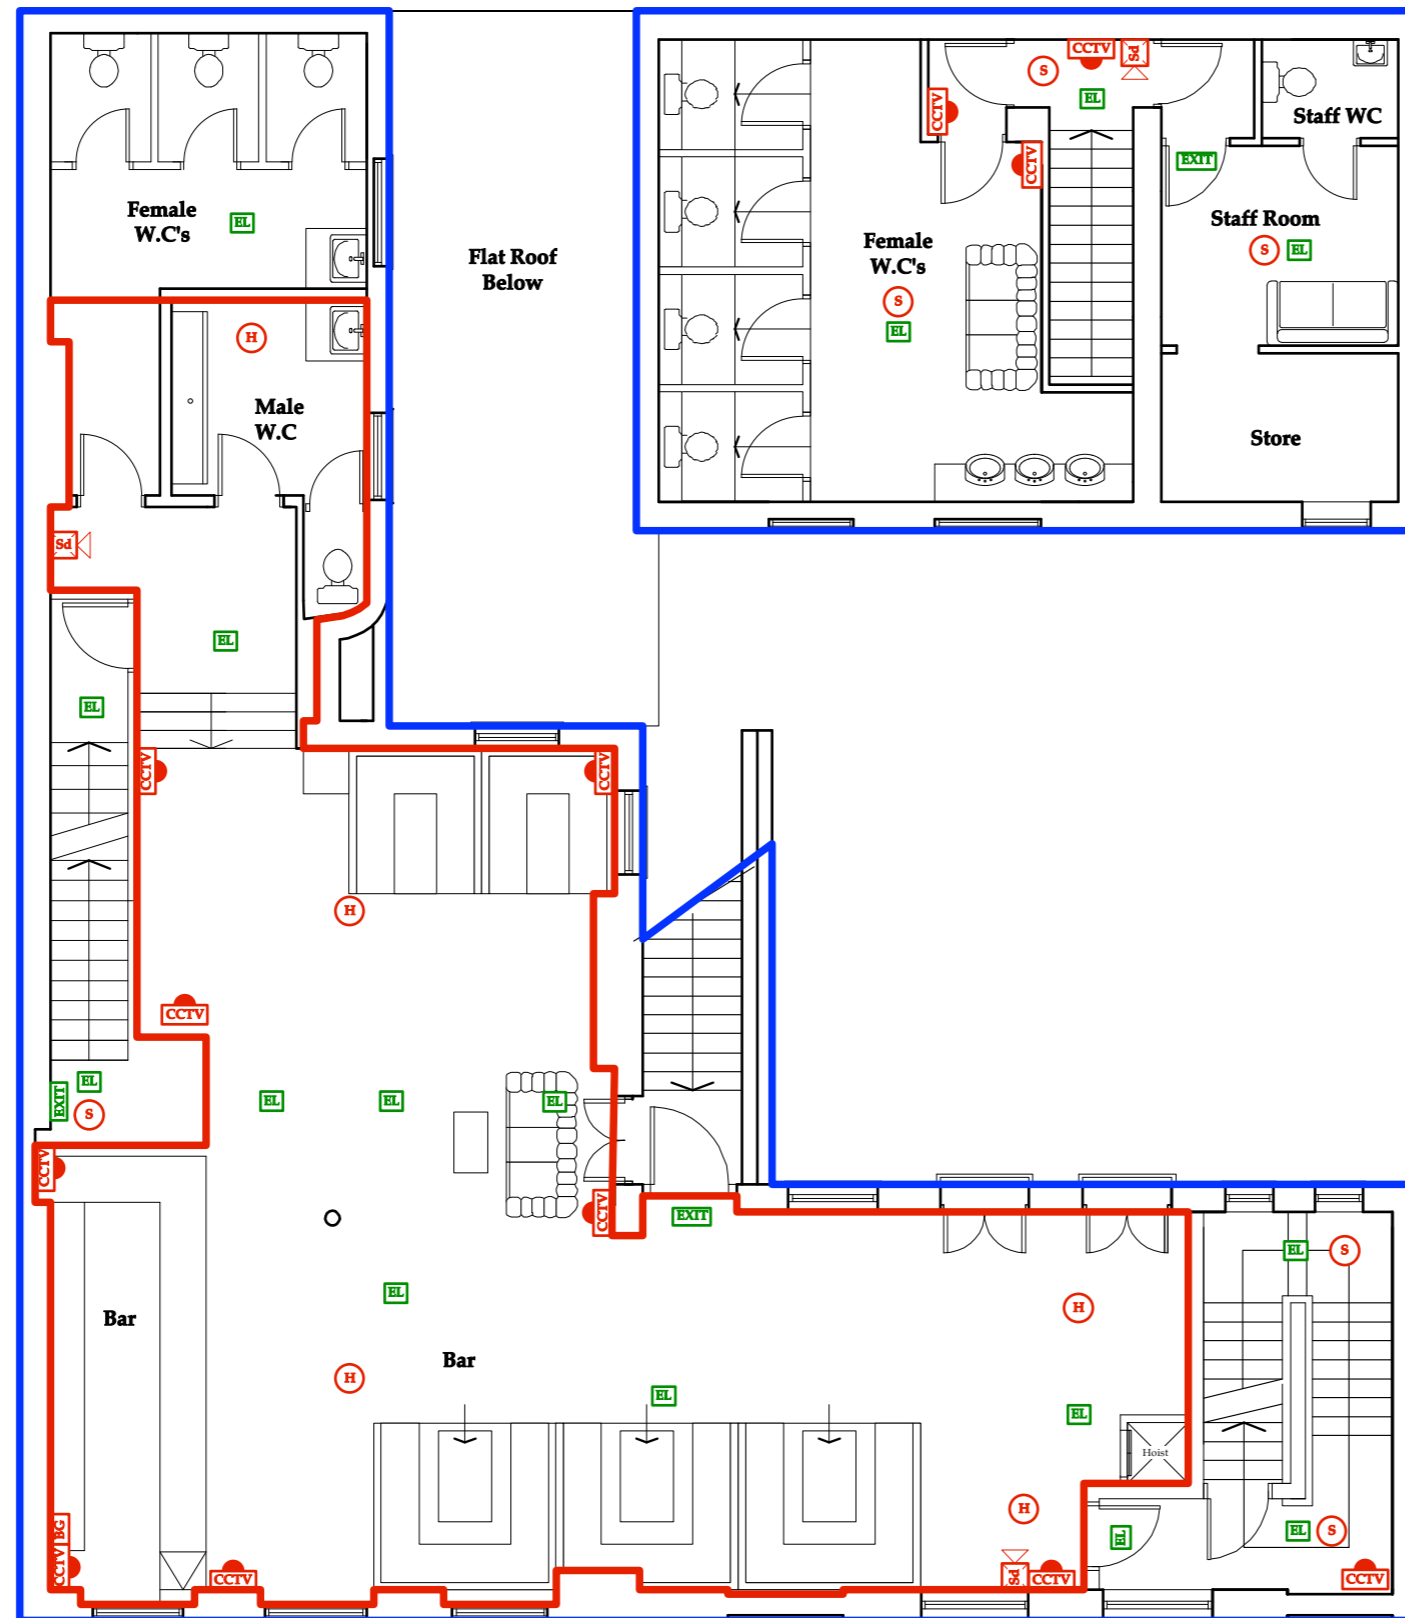 CCTV
Sd
S
CCTV
EL
Staff WC
CCTV
EXIT
Female
W.C's
EL
Staff Room
S
EL
Flat Roof
Below
Female
W.C's
S
EL
H
Male
W.C
Store
Sd
EL
EL
CCTV
CCTV
H
CCTV
EXIT
EL
S
EL
EL
EL
CCTV
CCTV
EXIT
EL
S
EL
H
Bar
Bar
H
EL
EL
Hoist
H
BG
CCTV
EL
EL
S
CCTV
Sd
CCTV
CCTV